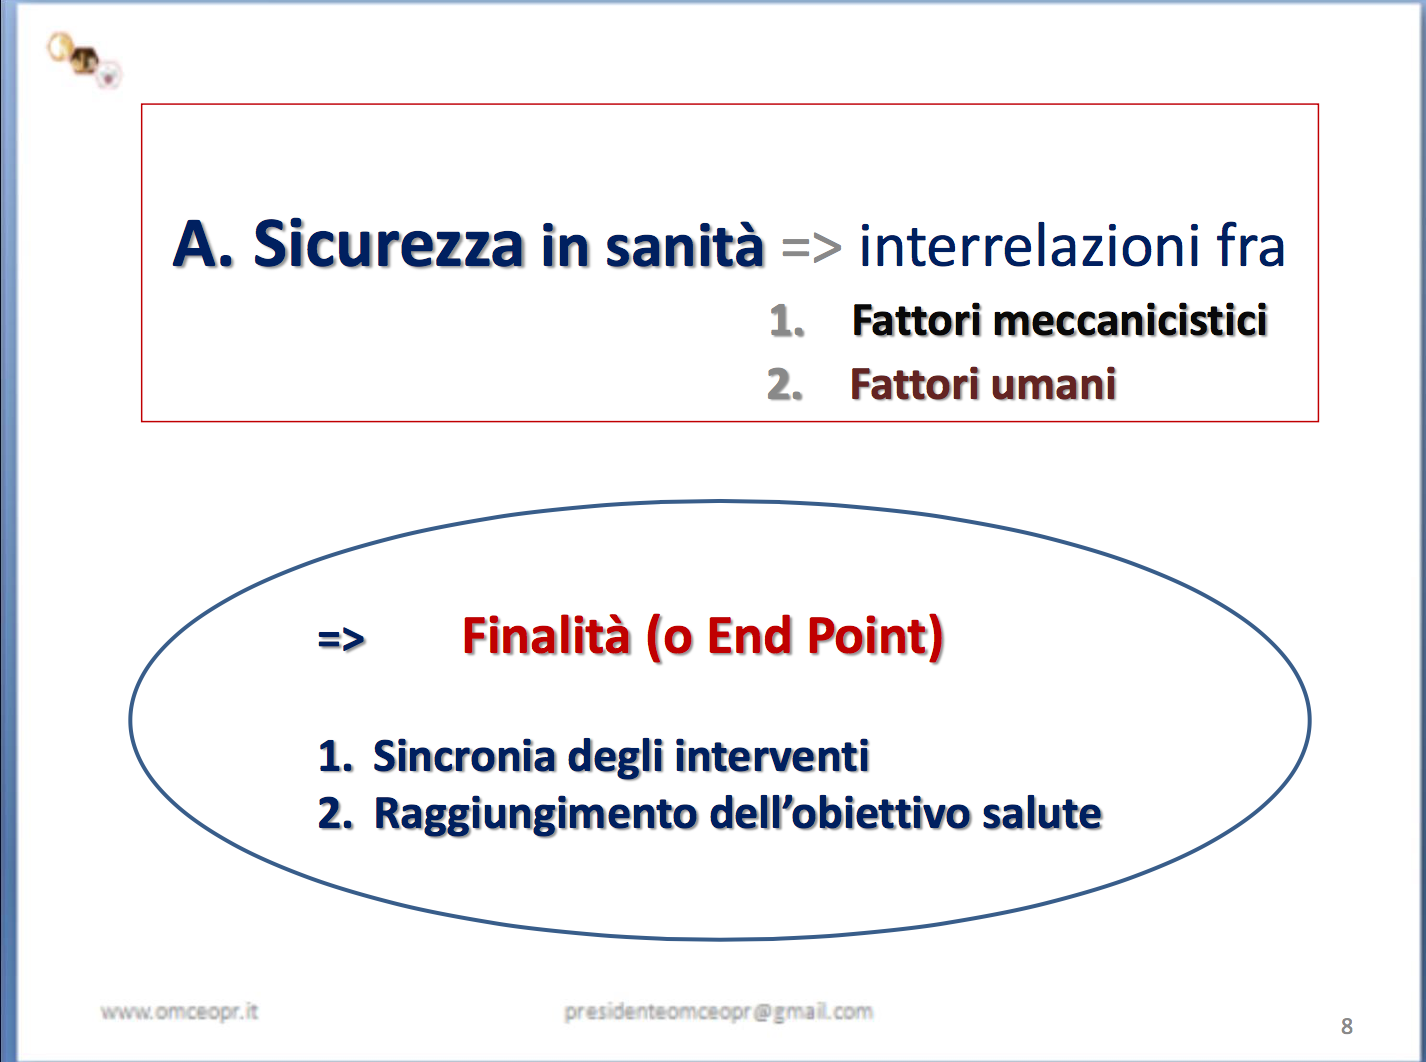 A. Sicurezza in sanità => interrelazioni fra
1. Fattori meccanicistici
2. Fattori umani
=> Finalità (o End Point)
1. Sincronia degli interventi
2. Raggiungimento dell’obiettivo salute
www.omceopr.it presidenteomceopr@gmail.com
8